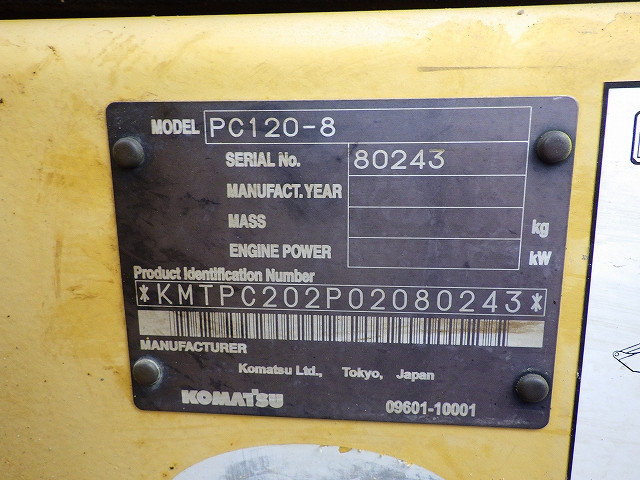 MODEL PC120-8
SERIAL No. 80243
MANUFACT. YEAR
MASS kg
ENGINE POWER kW
Product Identification Number
*KMTPC202P02080243*
MANUFACTURER
Komatsu Ltd., Tokyo, Japan
KOMATSU 09601-10001